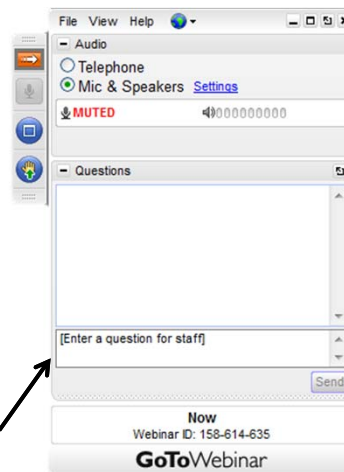 File View Help
Audio
Telephone
Mic & Speakers Settings
MUTED
Questions
[Enter a question for staff]
Send
Now
Webinar ID: 158-614-635
GoToWebinar